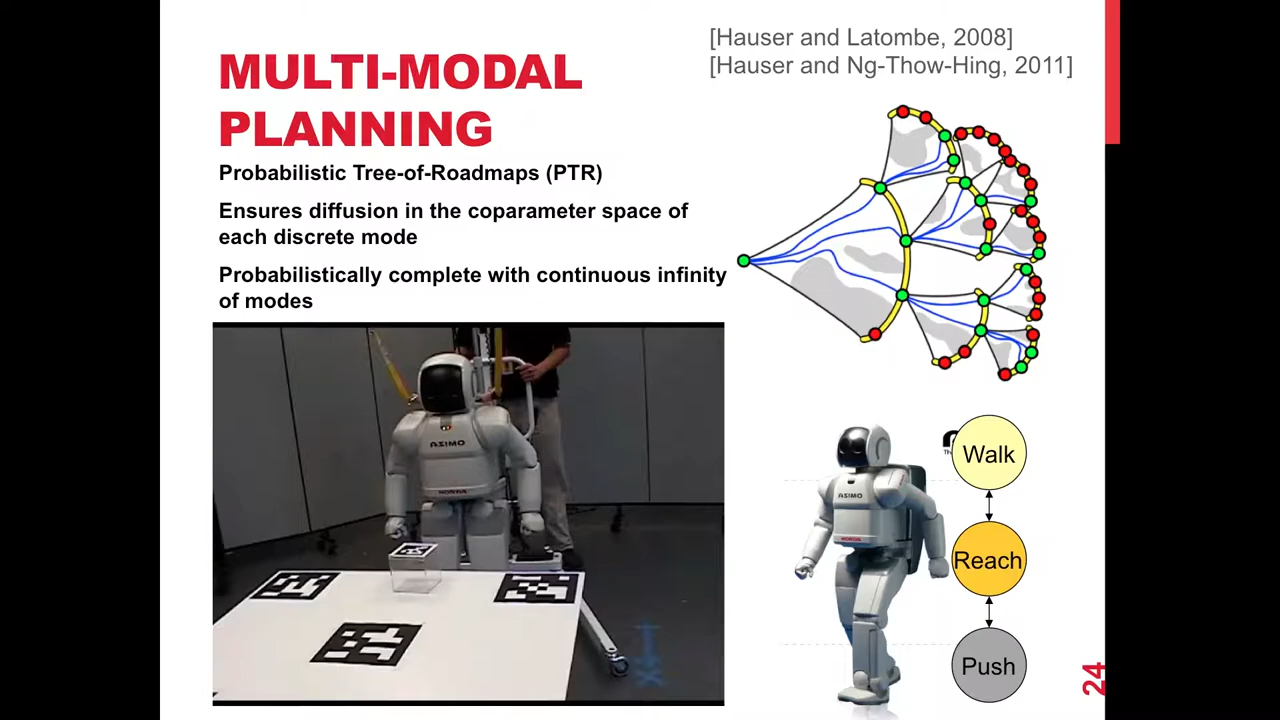 [Hauser and Latombe, 2008]
[Hauser and Ng-Thow-Hing, 2011]
MULTI-MODAL
PLANNING
Probabilistic Tree-of-Roadmaps (PTR)
Ensures diffusion in the coparameter space of
each discrete mode
Probabilistically complete with continuous infinity
of modes
ASIMO
HONDA
ASIMO
HONDA
Walk
Reach
Push
24